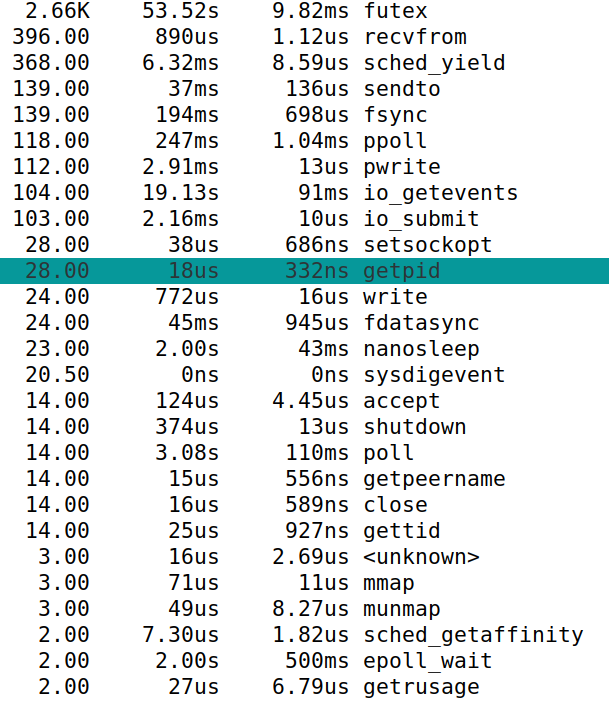 2.66K 53.52s 9.82ms futex
396.00 890us 1.12us recvfrom
368.00 6.32ms 8.59us sched_yield
139.00 37ms 136us sendto
139.00 194ms 698us fsync
118.00 247ms 1.04ms ppoll
112.00 2.91ms 13us pwrite
104.00 19.13s 91ms io_getevents
103.00 2.16ms 10us io_submit
28.00 38us 686ns setsockopt
28.00 18us 332ns getpid
24.00 772us 16us write
24.00 45ms 945us fdatasync
23.00 2.00s 43ms nanosleep
20.50 0ns 0ns sysdigevent
14.00 124us 4.45us accept
14.00 374us 13us shutdown
14.00 3.08s 110ms poll
14.00 15us 556ns getpeername
14.00 16us 589ns close
14.00 25us 927ns gettid
3.00 16us 2.69us <unknown>
3.00 71us 11us mmap
3.00 49us 8.27us munmap
2.00 7.30us 1.82us sched_getaffinity
2.00 2.00s 500ms epoll_wait
2.00 27us 6.79us getrusage